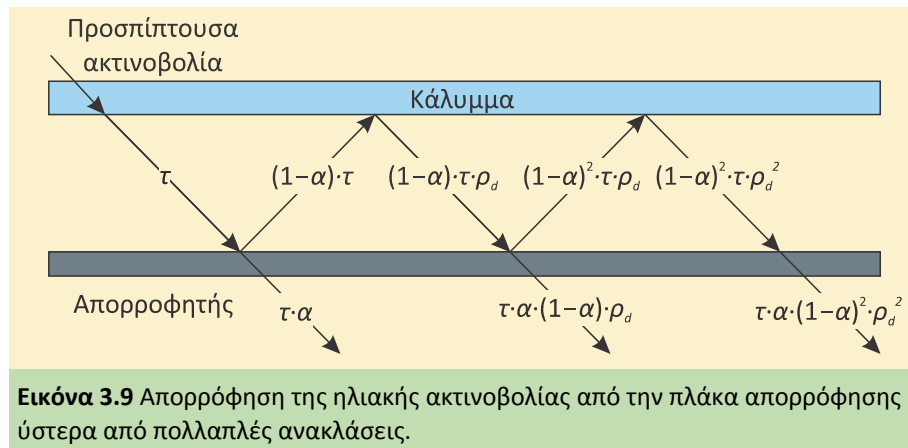 Προσπίπτουσα
ακτινοβολία
Κάλυμμα
τ
(1−α)·τ
(1−α)·τ·ρ_d
(1−α)²·τ·ρ_d
(1−α)²·τ·ρ_d²
Απορροφητής
τ·α
τ·α·(1−α)·ρ_d
τ·α·(1−α)²·ρ_d²
Εικόνα 3.9 Απορρόφηση της ηλιακής ακτινοβολίας από την πλάκα απορρόφησης
ύστερα από πολλαπλές ανακλάσεις.